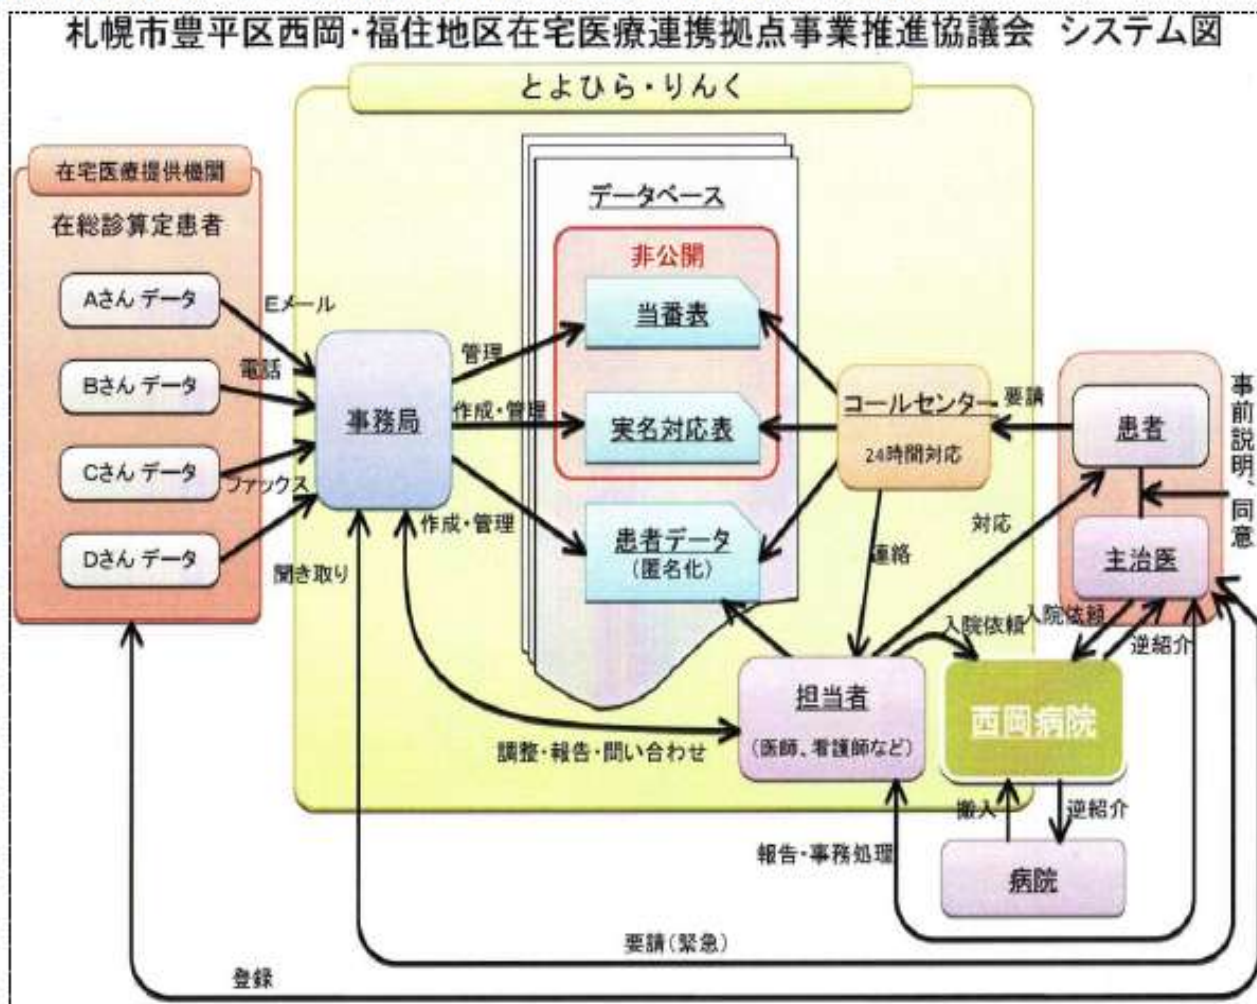 札幌市豊平区西岡・福住地区在宅医療連携拠点事業推進協議会 システム図
とよひら・りんく
在宅医療提供機関
在総診算定患者
Aさん データ
Bさん データ
Cさん データ
Dさん データ
Eメール
電話
ファックス
聞き取り
事務局
管理
作成・管理
作成・管理
データベース
非公開
当番表
実名対応表
患者データ
(匿名化)
コールセンター
24時間対応
要請
患者
事前説明、同意
主治医
対応
連絡
入院依頼
入院依頼
逆紹介
担当者
(医師、看護師など)
西岡病院
調整・報告・問い合わせ
搬入
逆紹介
報告・事務処理
病院
要請(緊急)
登録